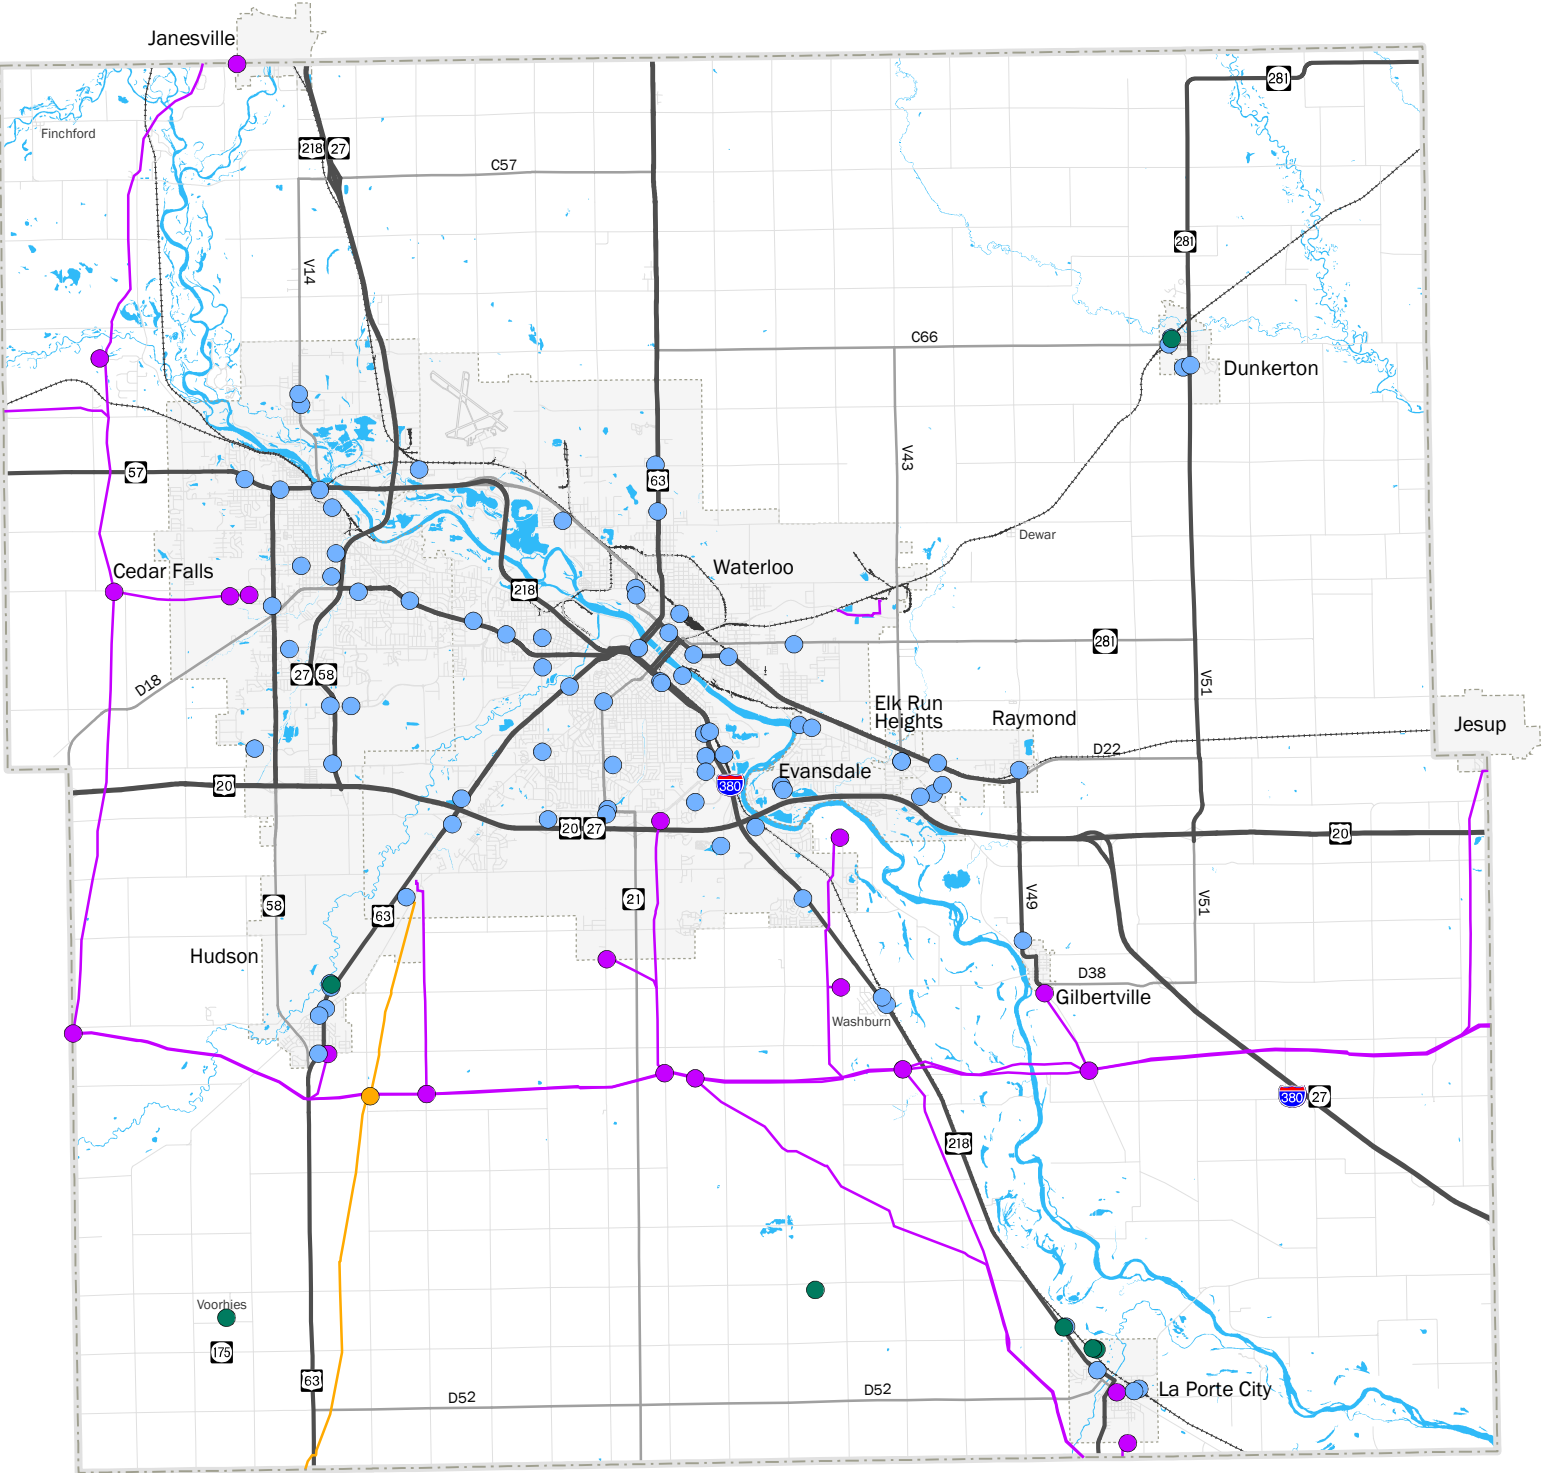 Janesville
281
Finchford
218 27
C57
281
V14
C66
Dunkerton
V43
57
63
Dewar
Cedar Falls
Waterloo
218
281
27 58
D18
V51
Elk Run
Heights
Raymond
Jesup
D22
Evansdale
380
20
20 27
20
58
63
21
V49
V51
Hudson
D38
Gilbertville
Washburn
380 27
218
Voorhies
175
63
D52
D52
La Porte City